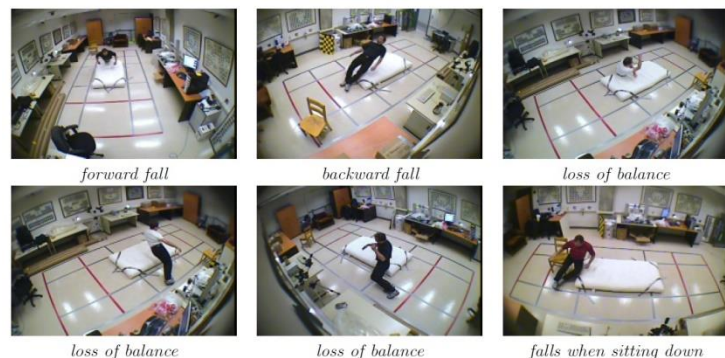 forward fall
backward fall
loss of balance
loss of balance
loss of balance
falls when sitting down